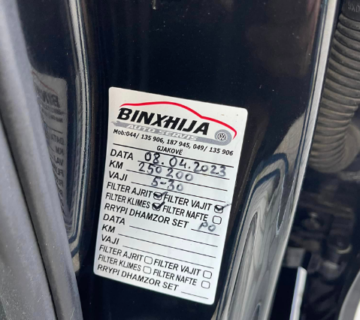 BINXHIJA
Mob:044/ 135 906, 187 945, 049/ 135 906
GJAKOVË
DATA 08.04.2023
KM 250200
VAJI 5-30
FILTER AJRIT ☑ FILTER VAJIT ☑
FILTER KLIMES ☑ FILTER NAFTE ☐
RRYPI DHAMZOR SET PO
DATA
KM
VAJI
FILTER AJRIT ☐ FILTER VAJIT ☐
FILTER KLIMES ☐ FILTER NAFTE ☐
RRYPI DHAMZOR SET